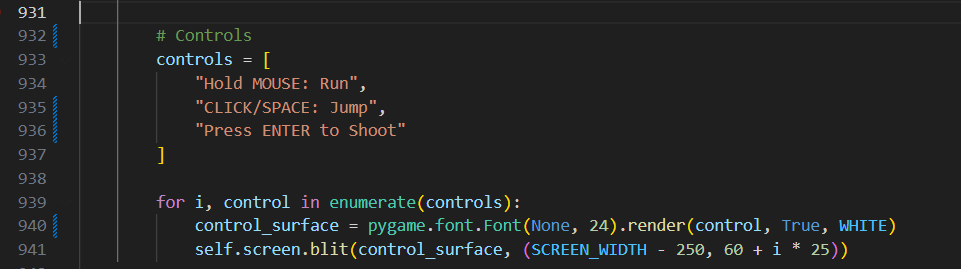 931
932 # Controls
933 controls = [
934 "Hold MOUSE: Run",
935 "CLICK/SPACE: Jump",
936 "Press ENTER to Shoot"
937 ]
938
939 for i, control in enumerate(controls):
940 control_surface = pygame.font.Font(None, 24).render(control, True, WHITE)
941 self.screen.blit(control_surface, (SCREEN_WIDTH - 250, 60 + i * 25))